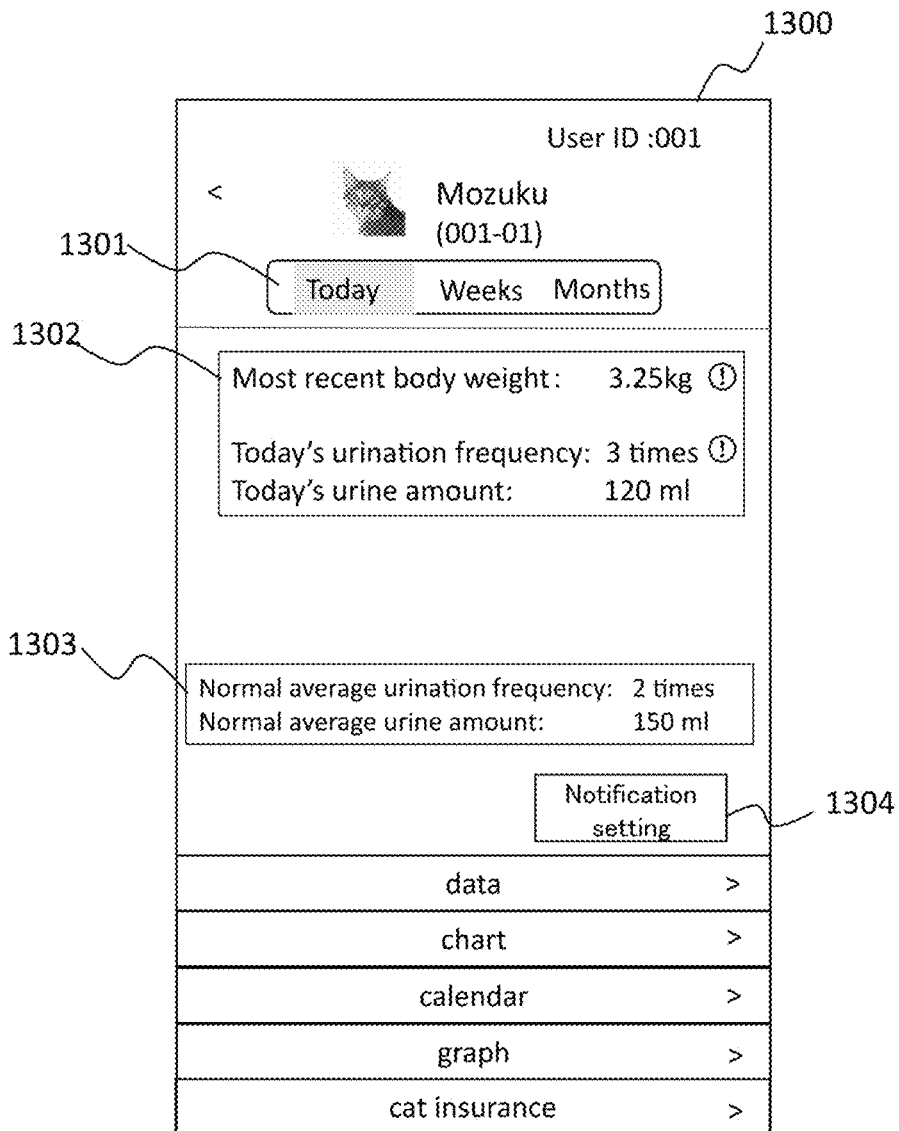 1300
User ID :001
<
Mozuku
(001-01)
1301
Today Weeks Months
1302
Most recent body weight: 3.25kg !
Today's urination frequency: 3 times !
Today's urine amount: 120 ml
1303
Normal average urination frequency: 2 times
Normal average urine amount: 150 ml
Notification
setting
1304
data >
chart >
calendar >
graph >
cat insurance >